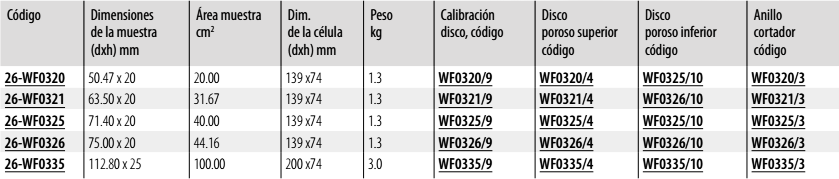 Código Dimensiones Área muestra Dim. Peso Calibración Disco Disco Anillo
de la muestra cm² de la célula kg disco, código poroso superior poroso inferior cortador
(dxh) mm (dxh) mm código código código
26-WF0320 50.47 x 20 20.00 139 x74 1.3 WF0320/9 WF0320/4 WF0325/10 WF0320/3
26-WF0321 63.50 x 20 31.67 139 x74 1.3 WF0321/9 WF0321/4 WF0326/10 WF0321/3
26-WF0325 71.40 x 20 40.00 139 x74 1.3 WF0325/9 WF0325/4 WF0325/10 WF0325/3
26-WF0326 75.00 x 20 44.16 139 x74 1.3 WF0326/9 WF0326/4 WF0326/10 WF0326/3
26-WF0335 112.80 x 25 100.00 200 x74 3.0 WF0335/9 WF0335/4 WF0335/10 WF0335/3